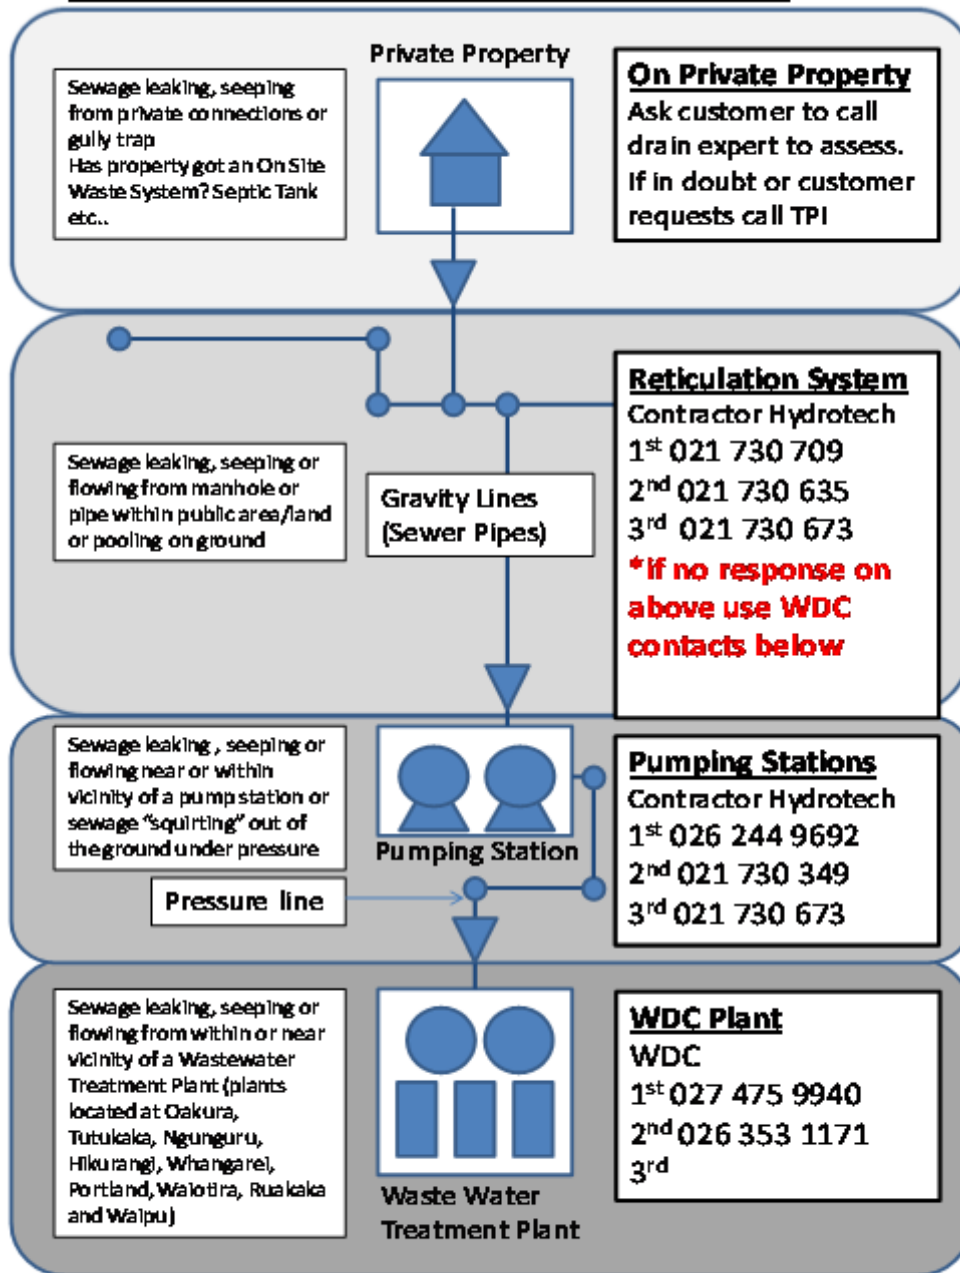 Private Property
Sewage leaking, seeping
from private connections or
gully trap
Has property got an On Site
Waste System? Septic Tank
etc..
On Private Property
Ask customer to call
drain expert to assess.
If in doubt or customer
requests call TPI
Sewage leaking, seeping or
flowing from manhole or
pipe within public area/land
or pooling on ground
Gravity Lines
(Sewer Pipes)
Reticulation System
Contractor Hydrotech
1st 021 730 709
2nd 021 730 635
3rd 021 730 673
*if no response on
above use WDC
contacts below
Sewage leaking , seeping or
flowing near or within
vicinity of a pump station or
sewage "squirting" out of
the ground under pressure
Pressure line
Pumping Station
Pumping Stations
Contractor Hydrotech
1st 026 244 9692
2nd 021 730 349
3rd 021 730 673
Sewage leaking, seeping or
flowing from within or near
vicinity of a Wastewater
Treatment Plant (plants
located at Oakura,
Tutukaka, Ngunguru,
Hikurangi, Whangarei,
Portland, Waiotira, Ruakaka
and Waipu)
Waste Water
Treatment Plant
WDC Plant
WDC
1st 027 475 9940
2nd 026 353 1171
3rd